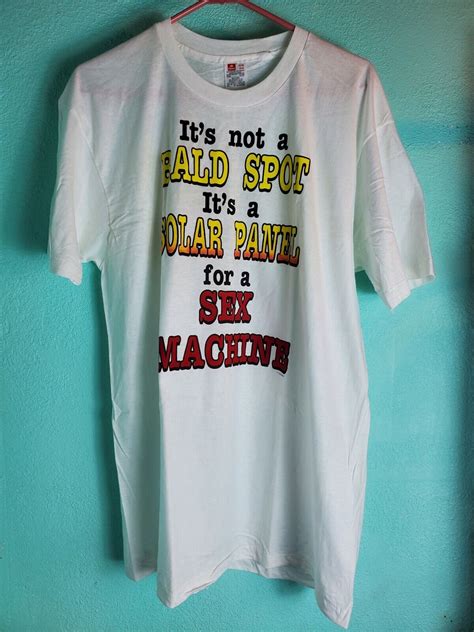 It's not a
BALD SPOT
It's a
SOLAR PANEL
for a
SEX
MACHINE